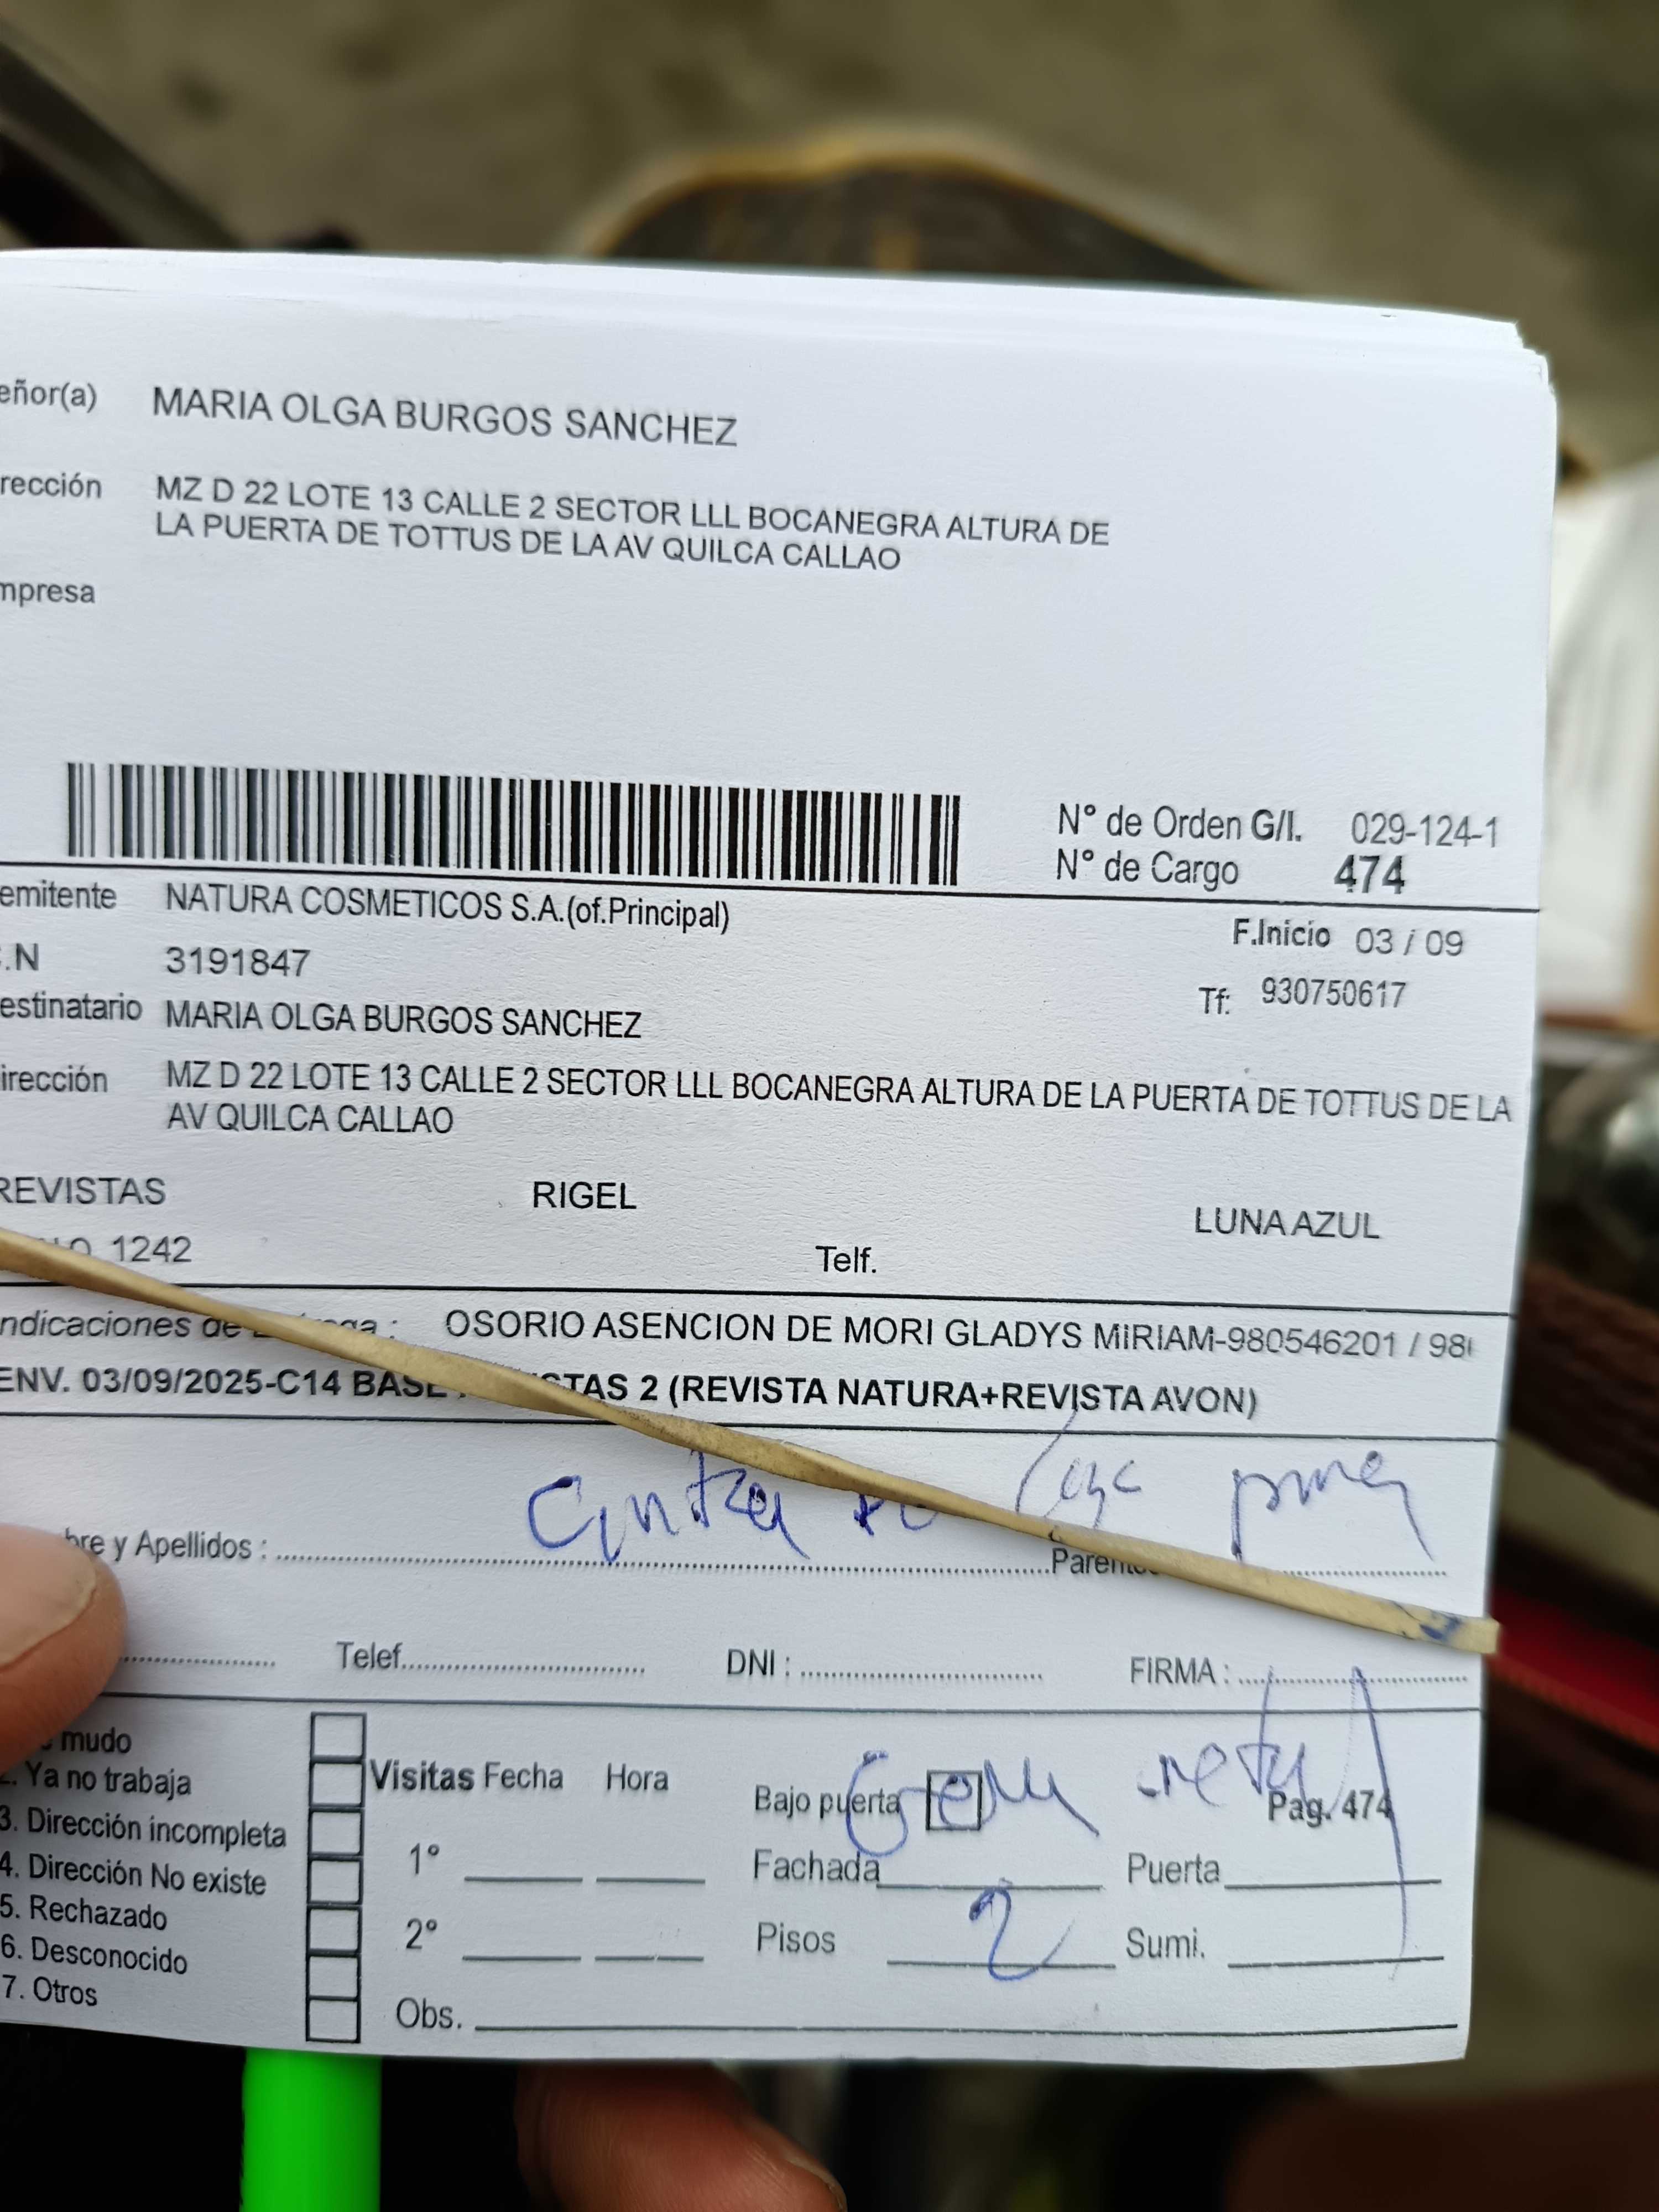 eñor(a) MARIA OLGA BURGOS SANCHEZ
rección MZ D 22 LOTE 13 CALLE 2 SECTOR LLL BOCANEGRA ALTURA DE
LA PUERTA DE TOTTUS DE LA AV QUILCA CALLAO
mpresa
N° de Orden G/I. 029-124-1
N° de Cargo 474
emitente NATURA COSMETICOS S.A.(of.Principal)
F.Inicio 03 / 09
.N 3191847
Tf: 930750617
estinatario MARIA OLGA BURGOS SANCHEZ
irección MZ D 22 LOTE 13 CALLE 2 SECTOR LLL BOCANEGRA ALTURA DE LA PUERTA DE TOTTUS DE LA
AV QUILCA CALLAO
REVISTAS RIGEL LUNA AZUL
1242 Telf.
ndicaciones de OSORIO ASENCION DE MORI GLADYS MIRIAM-980546201 / 98
ENV. 03/09/2025-C14 BASE TAS 2 (REVISTA NATURA+REVISTA AVON)
bre y Apellidos : Parente
Telef. DNI : FIRMA :
mudo
Ya no trabaja
3. Dirección incompleta
4. Dirección No existe
5. Rechazado
6. Desconocido
7. Otros
Visitas Fecha Hora
1°
2°
Obs.
Bajo puerta Pag. 474
Fachada Puerta
Pisos 2 Sumi.